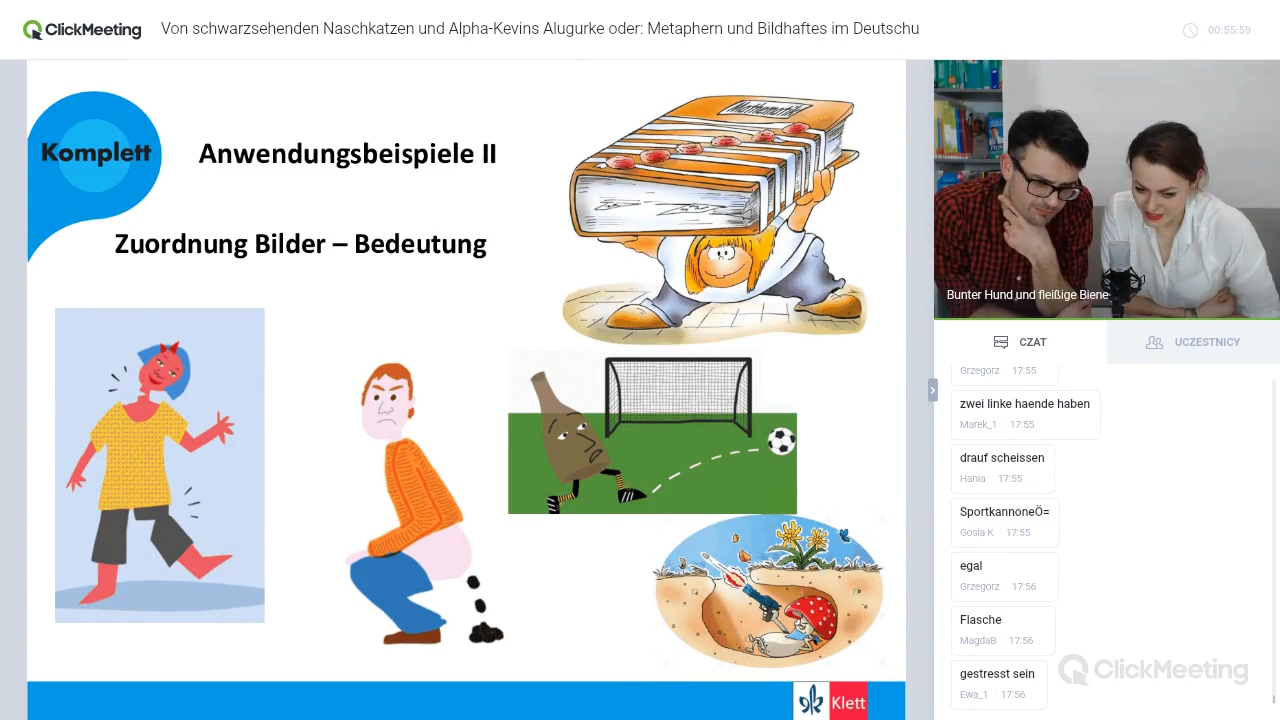 ClickMeeting
Von schwarzsehenden Naschkatzen und Alpha-Kevins Alugurke oder: Metaphern und Bildhaftes im Deutschu
00:55:59
Komplett
Anwendungsbeispiele II
Zuordnung Bilder – Bedeutung
Mathematik
Klett
Bunter Hund und fleißige Biene
CZAT
UCZESTNICY
Grzegorz · 17:55
zwei linke haende haben
Marek_1 · 17:55
drauf scheissen
Hania · 17:55
SportkannoneÖ=
Gosia K · 17:55
egal
Grzegorz · 17:56
Flasche
MagdaB · 17:56
gestresst sein
Ewa_1 · 17:56
ClickMeeting